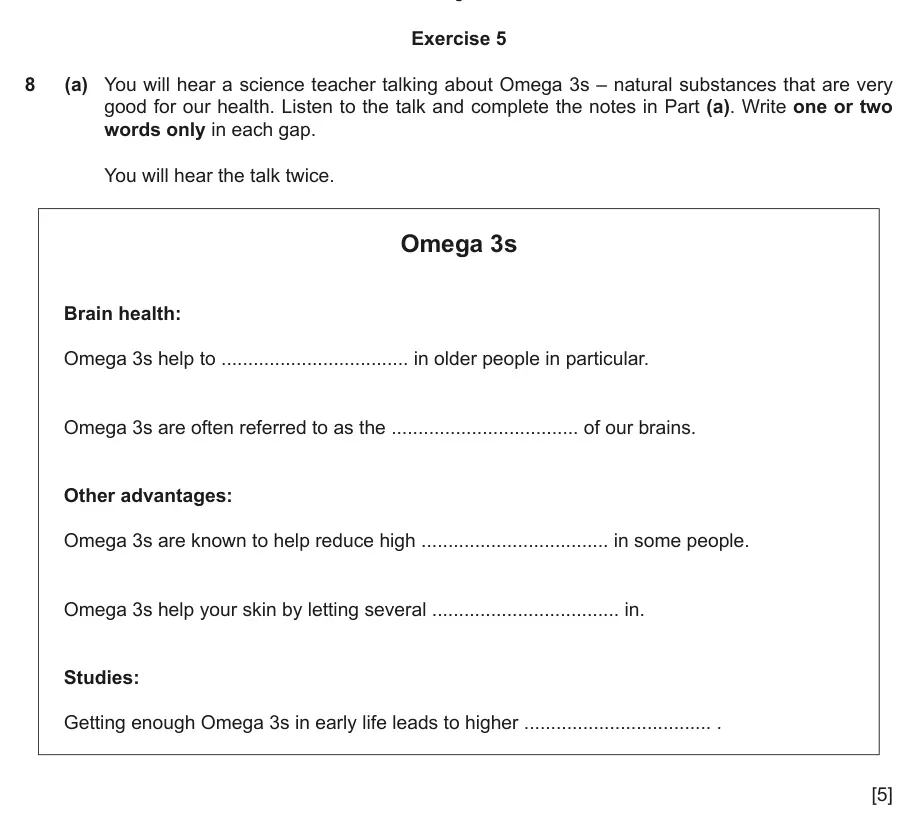 Exercise 5
8 (a) You will hear a science teacher talking about Omega 3s – natural substances that are very
good for our health. Listen to the talk and complete the notes in Part (a). Write one or two
words only in each gap.
You will hear the talk twice.
Omega 3s
Brain health:
Omega 3s help to ................................... in older people in particular.
Omega 3s are often referred to as the ................................... of our brains.
Other advantages:
Omega 3s are known to help reduce high ................................... in some people.
Omega 3s help your skin by letting several ................................... in.
Studies:
Getting enough Omega 3s in early life leads to higher ................................... .
[5]